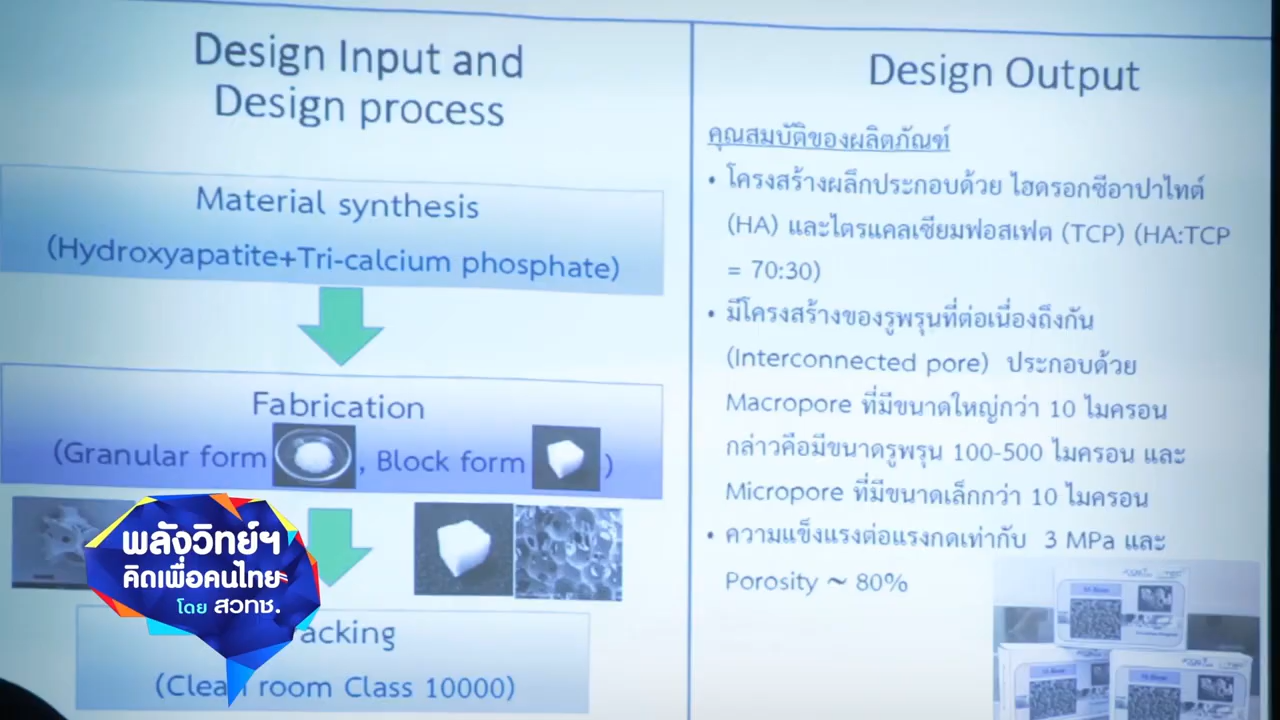 Design Input and
Design process
Material synthesis
(Hydroxyapatite+Tri-calcium phosphate)
Fabrication
(Granular form , Block form )
acking
(Clean room Class 10000)
พลังวิทย์ฯ
คิดเพื่อคนไทย
โดย สวทช.
Design Output
คุณสมบัติของผลิตภัณฑ์
• โครงสร้างผลึกประกอบด้วย ไฮดรอกซีอาปาไทต์
(HA) และไตรแคลเซียมฟอสเฟต (TCP) (HA:TCP
= 70:30)
• มีโครงสร้างของรูพรุนที่ต่อเนื่องถึงกัน
(Interconnected pore) ประกอบด้วย
Macropore ที่มีขนาดใหญ่กว่า 10 ไมครอน
กล่าวคือมีขนาดรูพรุน 100-500 ไมครอน และ
Micropore ที่มีขนาดเล็กกว่า 10 ไมครอน
• ความแข็งแรงต่อแรงกดเท่ากับ 3 MPa และ
Porosity ~ 80%